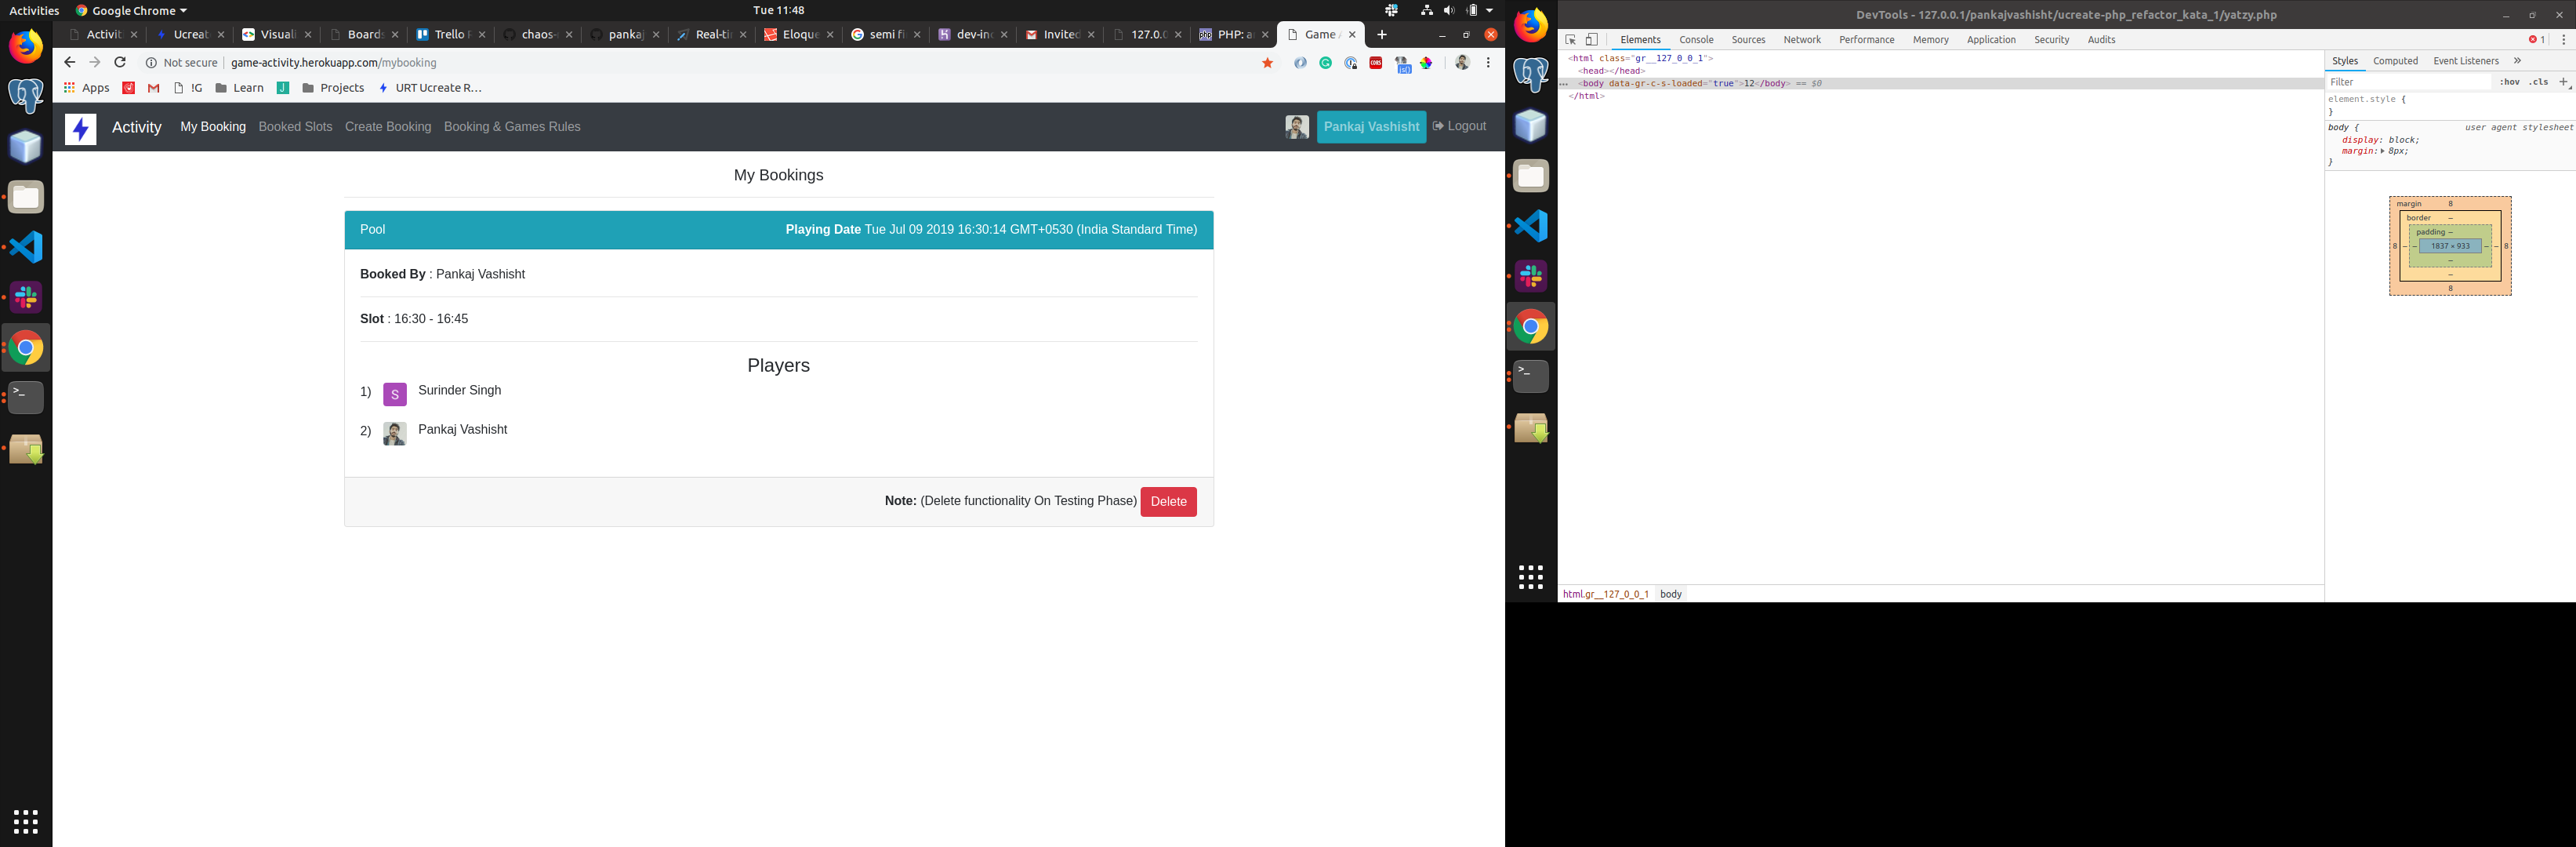 Activities Google Chrome Tue 11:48
Activit Ucreat Visuali Boards Trello chaos- pankaj Real-ti Eloque semi fi dev-in Invited 127.0.0 PHP: a Game
Not secure game-activity.herokuapp.com/mybooking
Apps !G Learn Projects URT Ucreate R...
Activity My Booking Booked Slots Create Booking Booking & Games Rules Pankaj Vashisht Logout
My Bookings
Pool Playing Date Tue Jul 09 2019 16:30:14 GMT+0530 (India Standard Time)
Booked By : Pankaj Vashisht
Slot : 16:30 - 16:45
Players
1) S Surinder Singh
2) Pankaj Vashisht
Note: (Delete functionality On Testing Phase) Delete
DevTools - 127.0.0.1/pankajvashisht/ucreate-php_refactor_kata_1/yatzy.php
Elements Console Sources Network Performance Memory Application Security Audits 1
<html class="gr__127_0_0_1">
<head></head>
<body data-gr-c-s-loaded="true">12</body> == $0
</html>
html.gr__127_0_0_1 body
Styles Computed Event Listeners »
Filter :hov .cls +
element.style {
}
body { user agent stylesheet
display: block;
margin: 8px;
}
margin 8
border –
padding –
8 – – 1837 × 933 – – 8
–
–
8